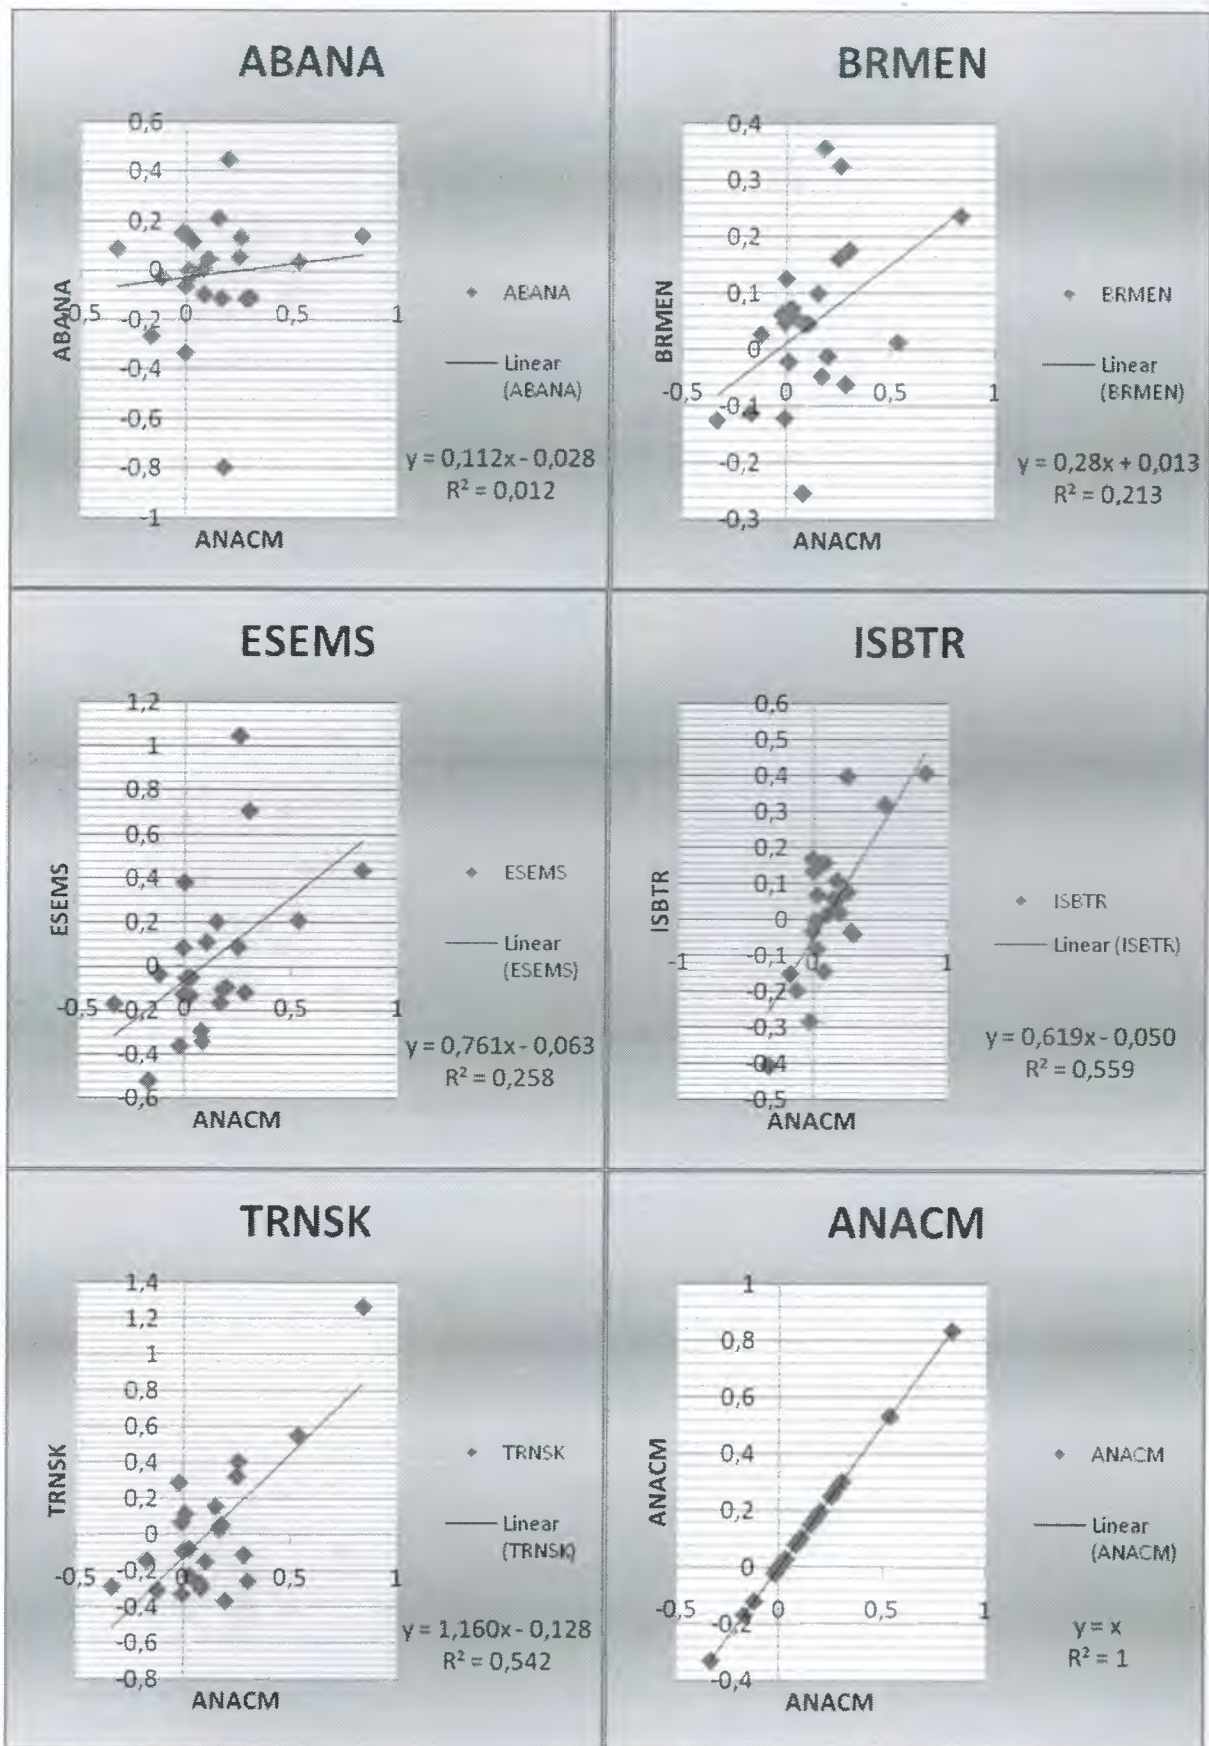 ABANA
0,6
0,4
0,2
0
-0,5 0 0,5 1
-0,2
-0,4
-0,6
-0,8
-1
ABANA
ANACM
ABANA
Linear
(ABANA)
y = 0,112x - 0,028
R² = 0,012
BRMEN
0,4
0,3
0,2
0,1
0
-0,5 0 0,5 1
-0,1
-0,2
-0,3
BRMEN
ANACM
BRMEN
Linear
(BRMEN)
y = 0,28x + 0,013
R² = 0,213
ESEMS
1,2
1
0,8
0,6
0,4
0,2
0
-0,5 0 0,5 1
-0,2
-0,4
-0,6
ESEMS
ANACM
ESEMS
Linear
(ESEMS)
y = 0,761x - 0,063
R² = 0,258
ISBTR
0,6
0,5
0,4
0,3
0,2
0,1
0
-1 0 1
-0,1
-0,2
-0,3
-0,4
-0,5
ISBTR
ANACM
ISBTR
Linear (ISBTR)
y = 0,619x - 0,050
R² = 0,559
TRNSK
1,4
1,2
1
0,8
0,6
0,4
0,2
0
-0,5 0 0,5 1
-0,2
-0,4
-0,6
-0,8
TRNSK
ANACM
TRNSK
Linear
(TRNSK)
y = 1,160x - 0,128
R² = 0,542
ANACM
1
0,8
0,6
0,4
0,2
0
-0,5 0 0,5 1
-0,2
-0,4
ANACM
ANACM
ANACM
Linear
(ANACM)
y = x
R² = 1